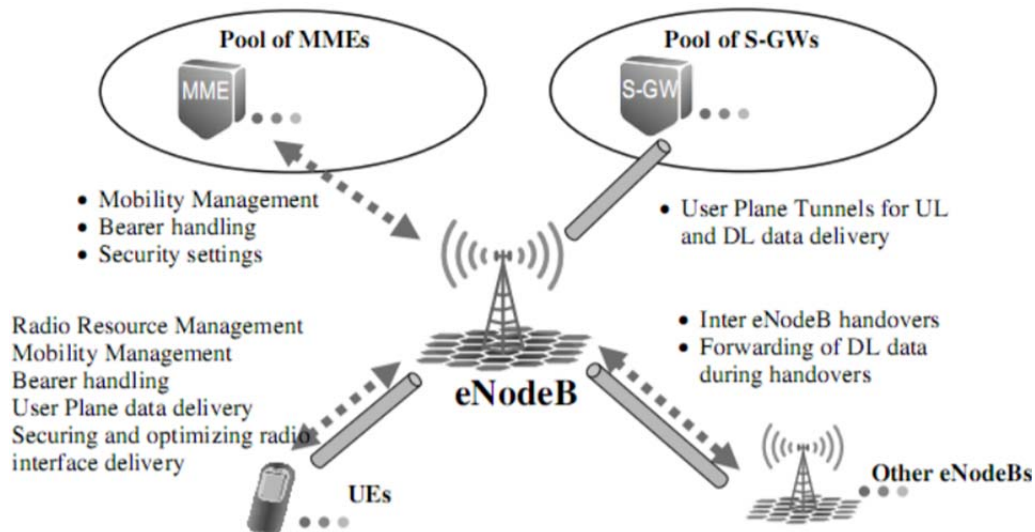 Pool of MMEs
Pool of S-GWs
MME
S-GW
• Mobility Management
• Bearer handling
• Security settings
• User Plane Tunnels for UL
and DL data delivery
Radio Resource Management
Mobility Management
Bearer handling
User Plane data delivery
Securing and optimizing radio
interface delivery
• Inter eNodeB handovers
• Forwarding of DL data
during handovers
eNodeB
UEs
Other eNodeBs